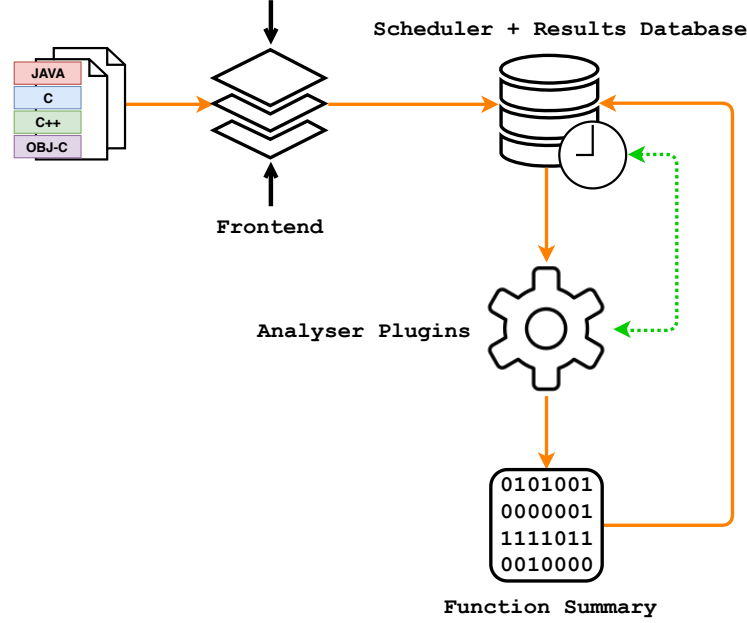 Scheduler + Results Database
JAVA
C
C++
OBJ-C
Frontend
Analyser Plugins
0101001
0000001
1111011
0010000
Function Summary